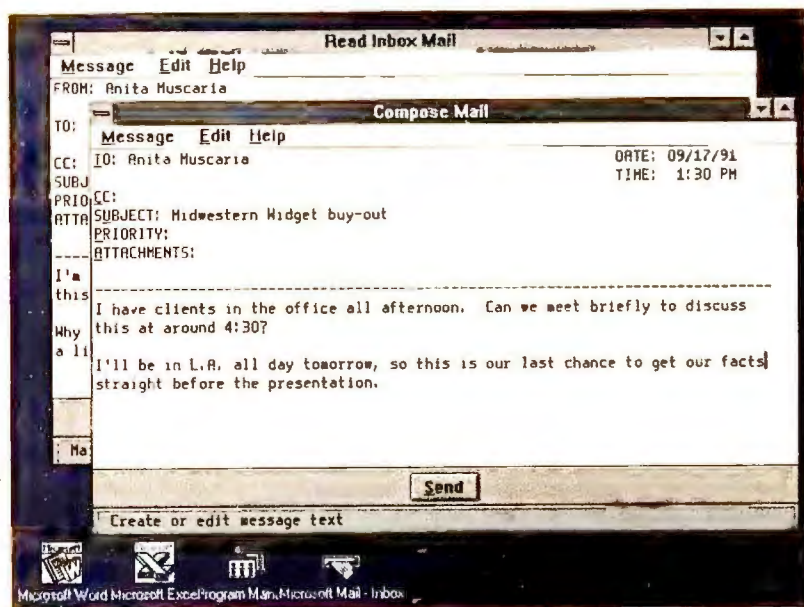 Read Inbox Mail
Message Edit Help
FROM: Anita Muscaria
TO:
CC:
SUBJ
PRIO
ATTA
I'm
this
Why
a li
Ma
Compose Mail
Message Edit Help
TO: Anita Muscaria DATE: 09/17/91
TIME: 1:30 PM
CC:
SUBJECT: Midwestern Widget buy-out
PRIORITY:
ATTACHMENTS:
I have clients in the office all afternoon. Can we meet briefly to discuss
this at around 4:30?
I'll be in L.A. all day tomorrow, so this is our last chance to get our facts
straight before the presentation.
Send
Create or edit message text
Microsoft Word Microsoft Excel Program Man Microsoft Mail - Inbox